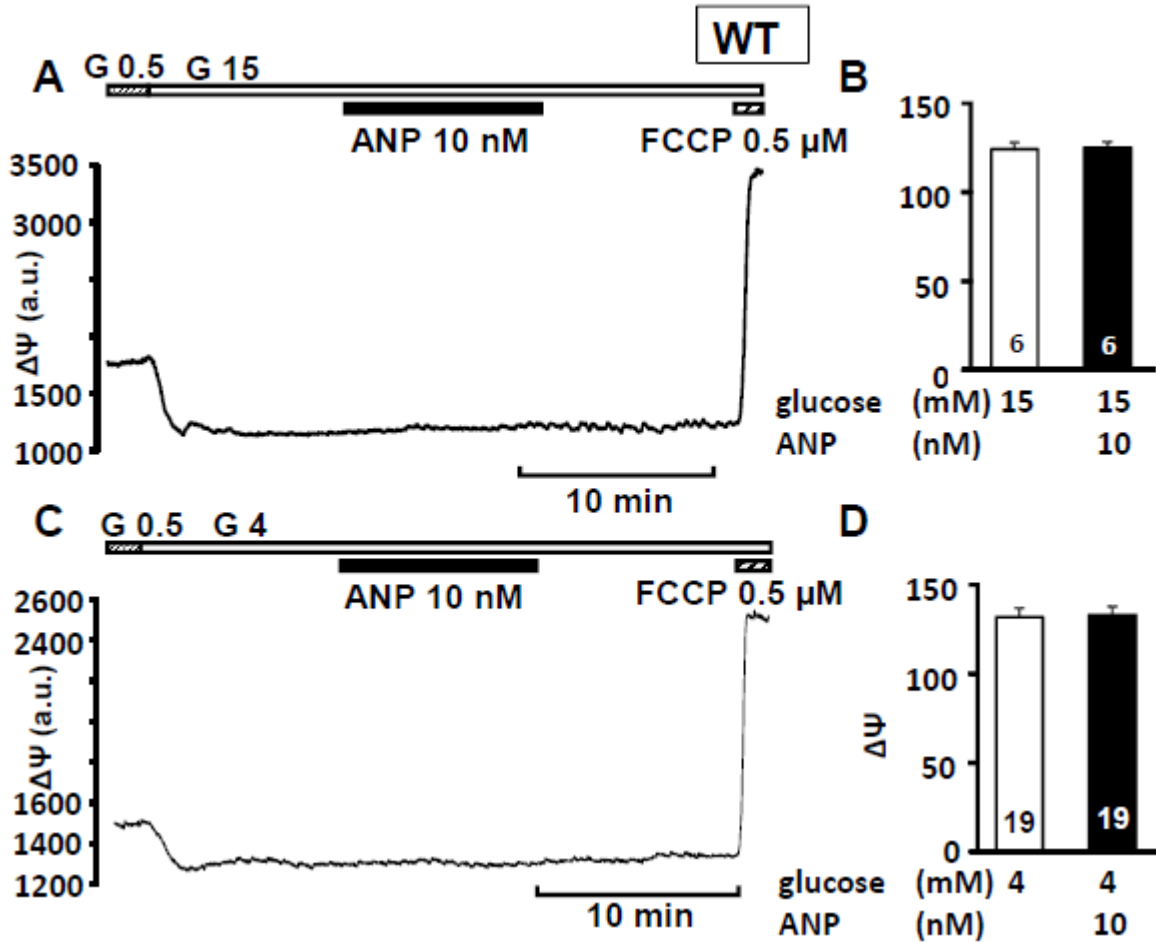 WT
A
G 0.5 G 15
ANP 10 nM
FCCP 0.5 µM
3500
3000
1500
1000
ΔΨ (a.u.)
10 min
B
150
100
50
0
6
6
glucose (mM) 15 15
ANP (nM) 10
C
G 0.5 G 4
ANP 10 nM
FCCP 0.5 µM
2600
2400
1600
1400
1200
ΔΨ (a.u.)
10 min
D
150
100
50
0
ΔΨ
19
19
glucose (mM) 4 4
ANP (nM) 10